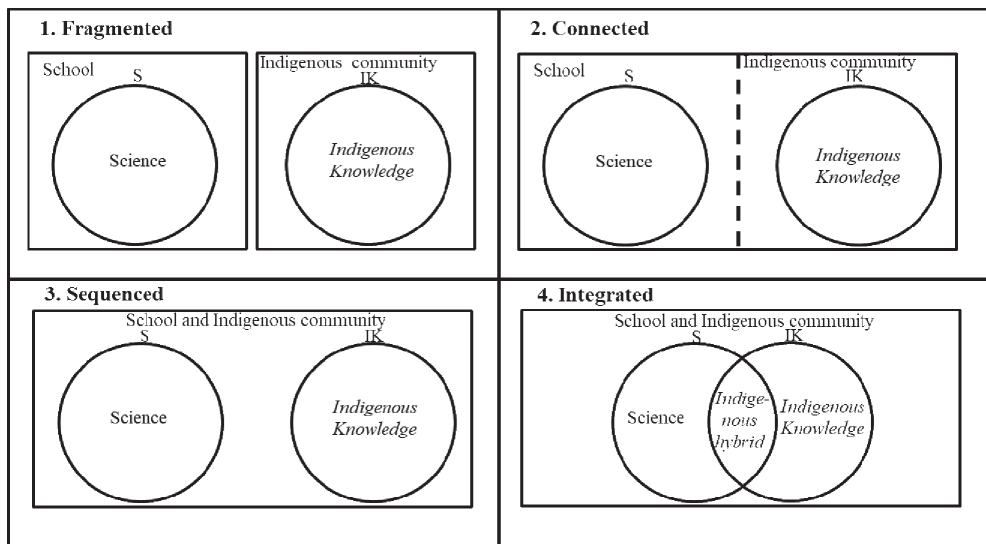 1. Fragmented
School
S
Science
Indigenous community
IK
Indigenous
Knowledge
2. Connected
School
S
Science
Indigenous community
IK
Indigenous
Knowledge
3. Sequenced
School and Indigenous community
S
IK
Science
Indigenous
Knowledge
4. Integrated
School and Indigenous community
S
IK
Science
Indige-
nous
hybrid
Indigenous
Knowledge